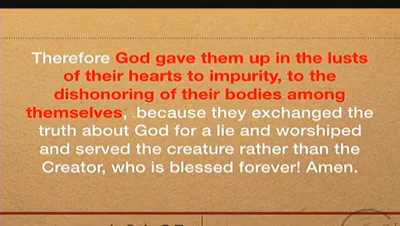 Therefore God gave them up in the lusts
of their hearts to impurity, to the
dishonoring of their bodies among
themselves, .because they exchanged the
truth about God for a lie and worshiped
and served the creature rather than the
Creator, who is blessed forever! Amen.